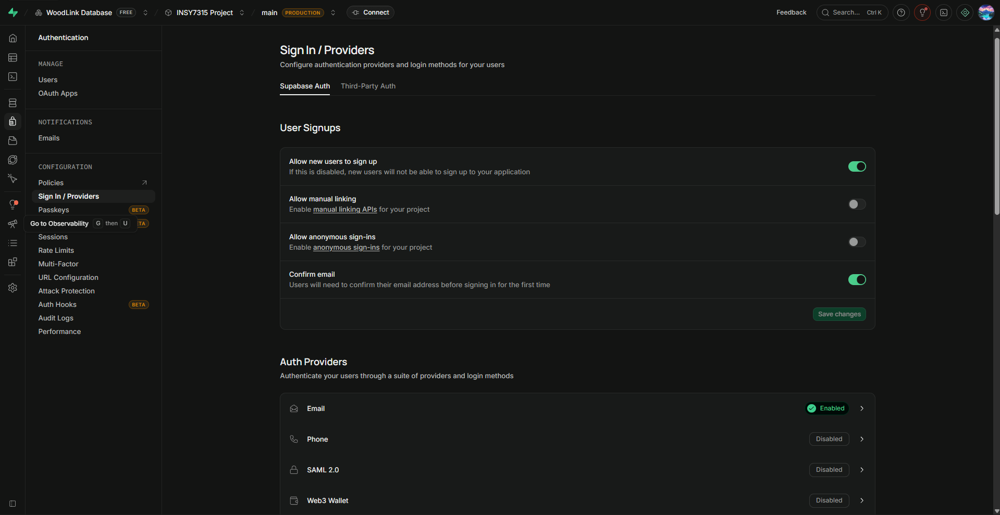 WoodLink Database FREE INSY7315 Project main PRODUCTION Connect Feedback Search... Ctrl K
Authentication
MANAGE
Users
OAuth Apps
NOTIFICATIONS
Emails
CONFIGURATION
Policies
Sign In / Providers
Passkeys BETA
Go to Observability G then U
Sessions
Rate Limits
Multi-Factor
URL Configuration
Attack Protection
Auth Hooks BETA
Audit Logs
Performance
Sign In / Providers
Configure authentication providers and login methods for your users
Supabase Auth Third-Party Auth
User Signups
Allow new users to sign up
If this is disabled, new users will not be able to sign up to your application
Allow manual linking
Enable manual linking APIs for your project
Allow anonymous sign-ins
Enable anonymous sign-ins for your project
Confirm email
Users will need to confirm their email address before signing in for the first time
Save changes
Auth Providers
Authenticate your users through a suite of providers and login methods
Email Enabled
Phone Disabled
SAML 2.0 Disabled
Web3 Wallet Disabled